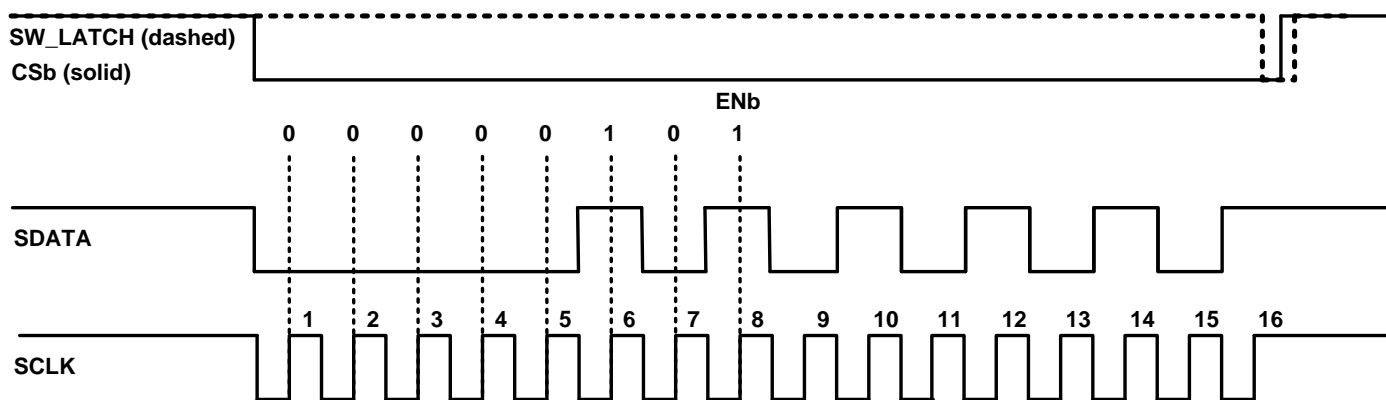 SW_LATCH (dashed)
CSb (solid)
ENb
0 0 0 0 0 1 0 1
SDATA
1 2 3 4 5 6 7 8 9 10 11 12 13 14 15 16
SCLK